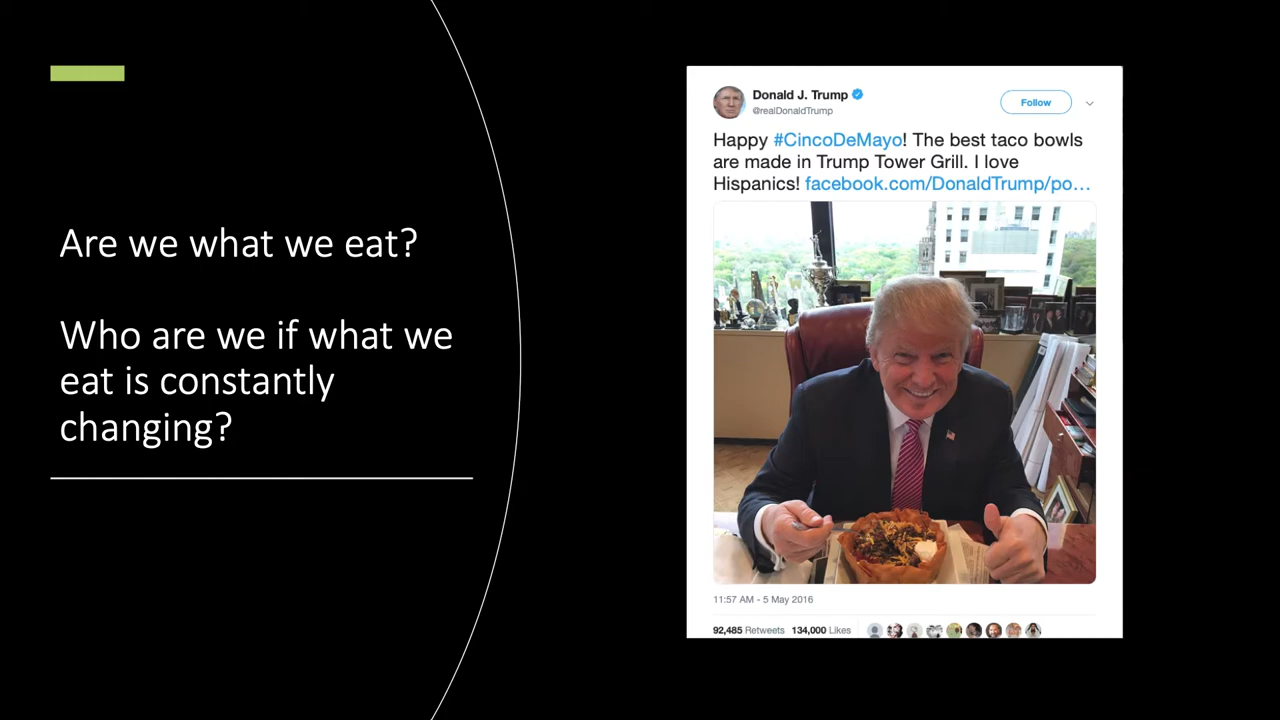 Are we what we eat?
Who are we if what we
eat is constantly
changing?
Donald J. Trump
@realDonaldTrump
Follow
Happy #CincoDeMayo! The best taco bowls
are made in Trump Tower Grill. I love
Hispanics! facebook.com/DonaldTrump/po…
11:57 AM - 5 May 2016
92,485 Retweets 134,000 Likes